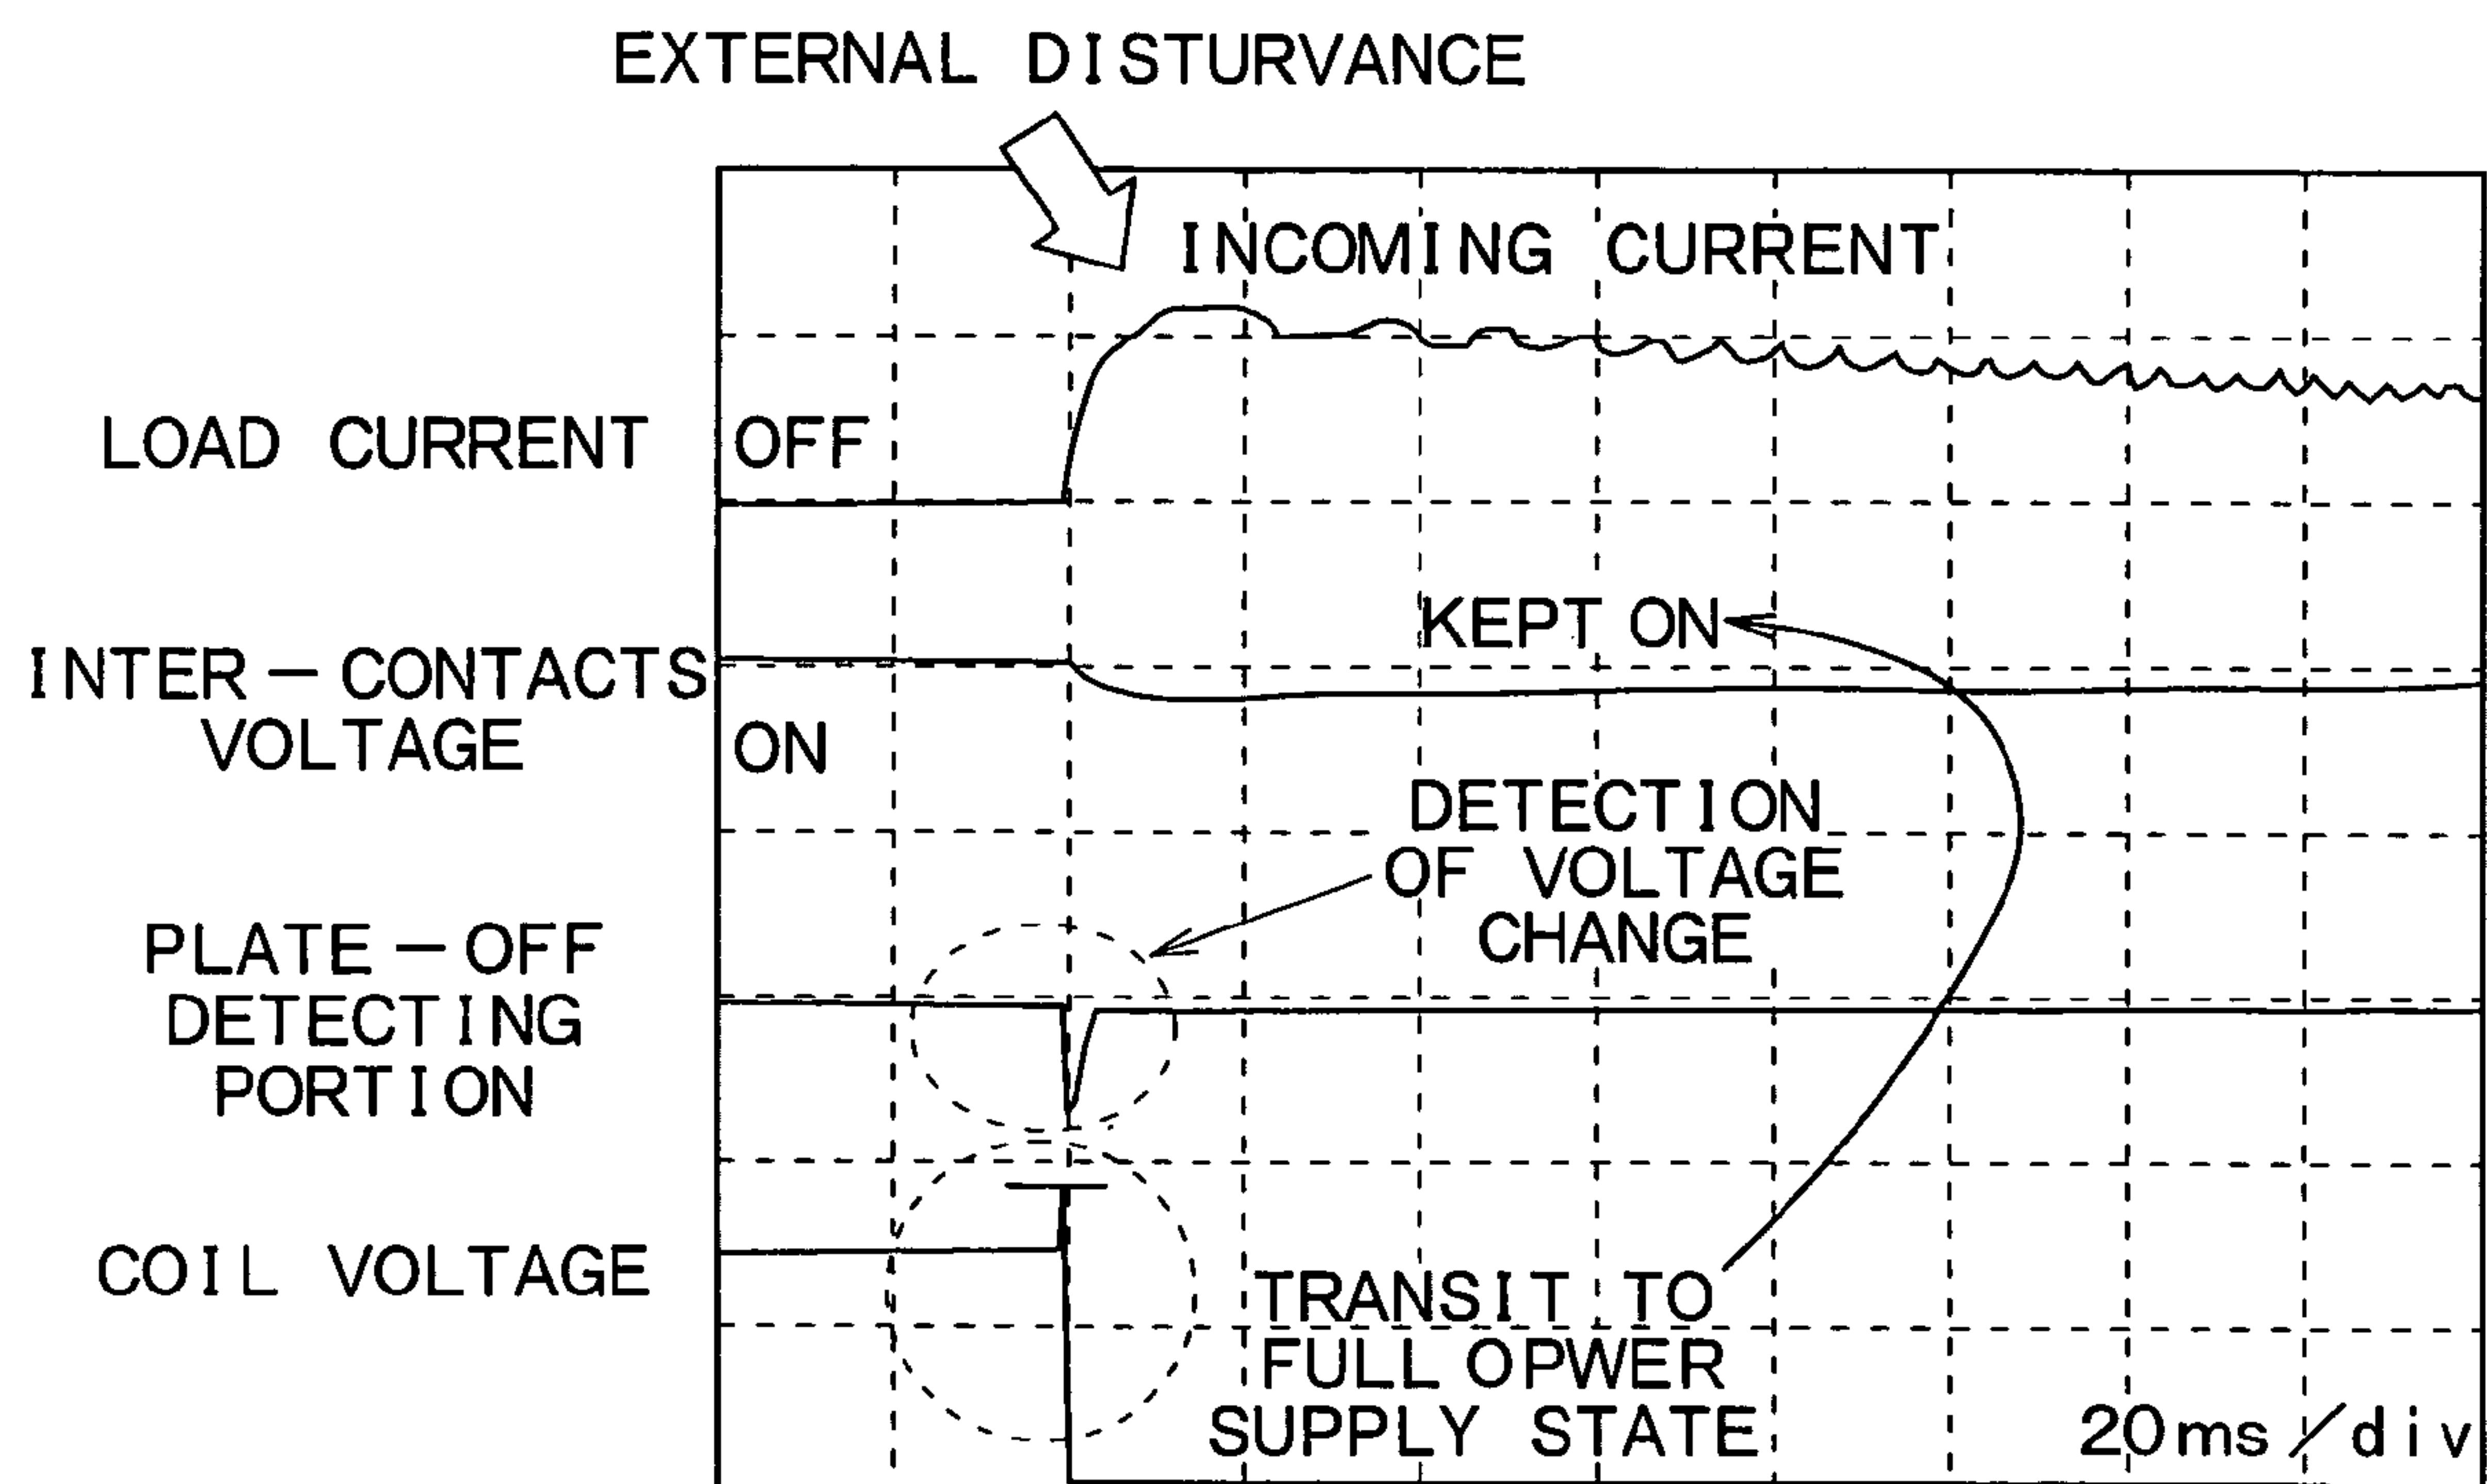 EXTERNAL DISTURVANCE
INCOMING CURRENT
LOAD CURRENT
OFF
KEPT ON
INTER-CONTACTS
VOLTAGE
ON
DETECTION
OF VOLTAGE
CHANGE
PLATE-OFF
DETECTING
PORTION
COIL VOLTAGE
TRANSIT TO
FULL OPWER
SUPPLY STATE
20ms/div